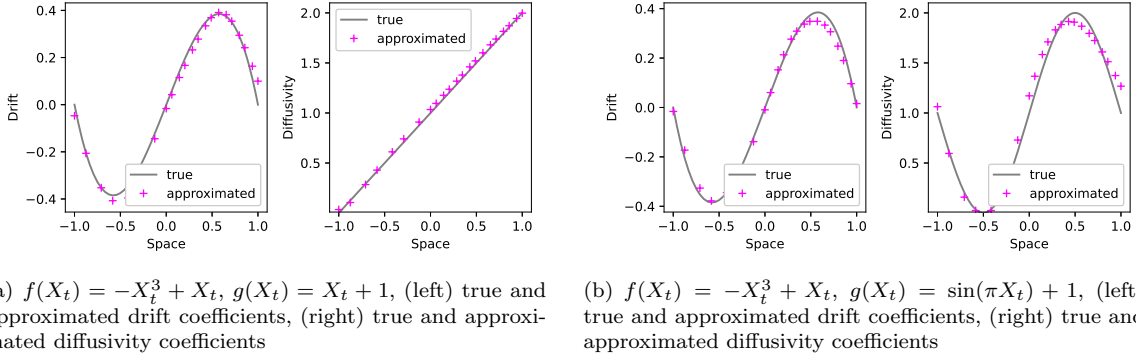 0.4
0.2
0.0
−0.2
−0.4
Drift
true
approximated
−1.0
−0.5
0.0
0.5
1.0
Space
2.0
1.5
1.0
0.5
Diffusivity
true
approximated
−1.0
−0.5
0.0
0.5
1.0
Space
0.4
0.2
0.0
−0.2
−0.4
Drift
true
approximated
−1.0
−0.5
0.0
0.5
1.0
Space
2.0
1.5
1.0
0.5
Diffusivity
true
approximated
−1.0
−0.5
0.0
0.5
1.0
Space
) f(X_t) = −X_t^3 + X_t, g(X_t) = X_t + 1, (left) true and
pproximated drift coefficients, (right) true and approxi-
ated diffusivity coefficients
(b) f(X_t) = −X_t^3 + X_t, g(X_t) = sin(πX_t) + 1, (left
true and approximated drift coefficients, (right) true and
approximated diffusivity coefficients